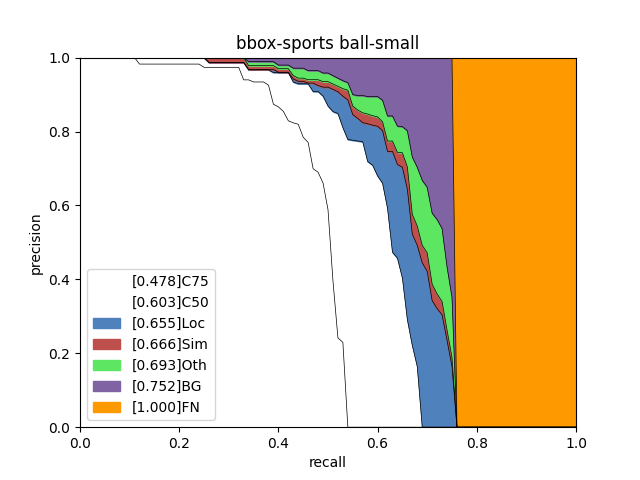 bbox-sports ball-small
precision
1.0
0.8
0.6
0.4
0.2
0.0
[0.478]C75
[0.603]C50
[0.655]Loc
[0.666]Sim
[0.693]Oth
[0.752]BG
[1.000]FN
0.0 0.2 0.4 0.6 0.8 1.0
recall